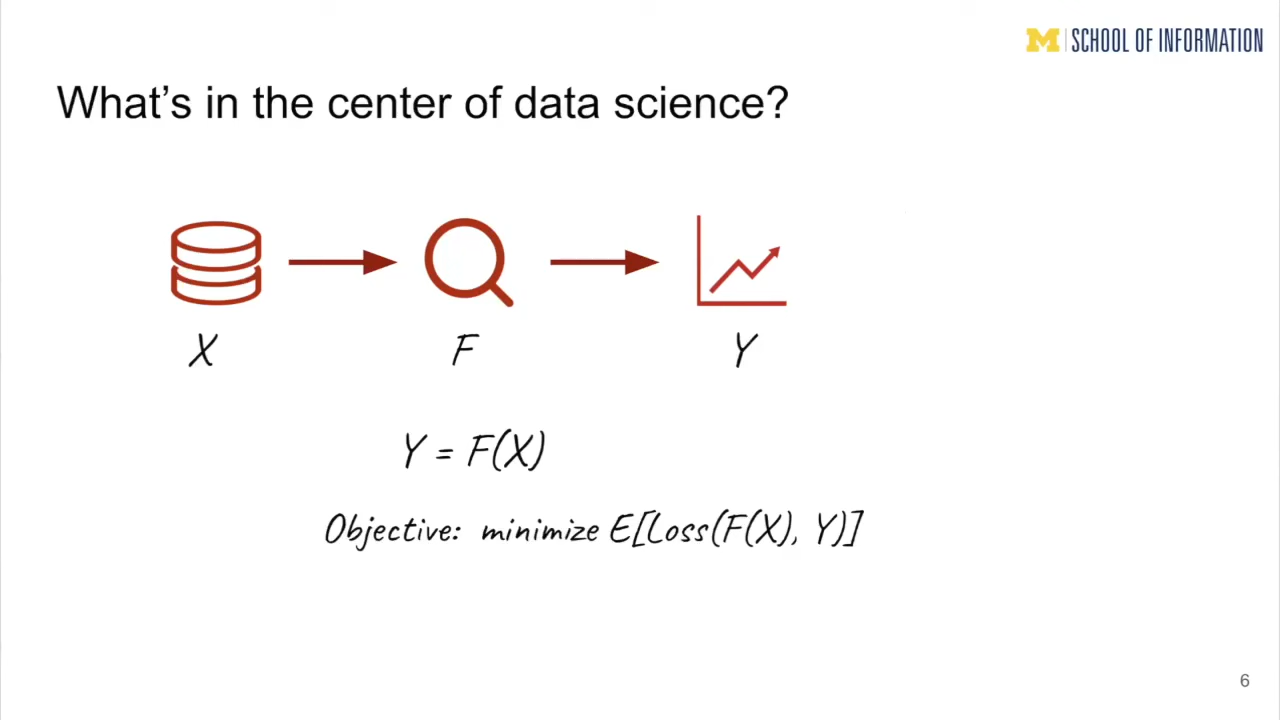 M | SCHOOL OF INFORMATION
What's in the center of data science?
X F Y
Y = F(X)
Objective: minimize E[Loss(F(X), Y)]
6